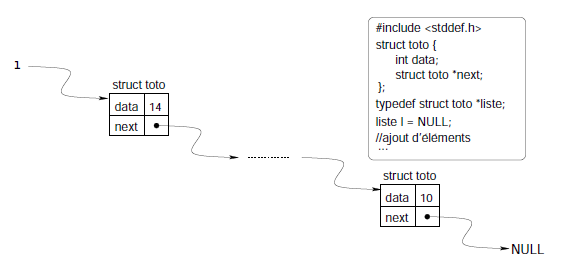 l
struct toto
data 14
next
#include <stddef.h>
struct toto {
int data;
struct toto *next;
};
typedef struct toto *liste;
liste l = NULL;
//ajout d'éléments
...
struct toto
data 10
next
NULL